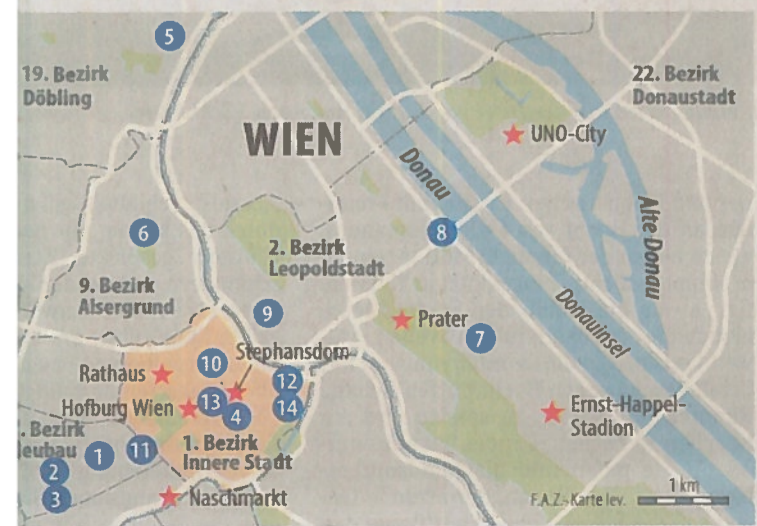 5
19. Bezirk
Döbling
22. Bezirk
Donaustadt
WIEN
UNO-City
Donau
Alte Donau
6
8
2. Bezirk
Leopoldstadt
9. Bezirk
Alsergrund
Donauinsel
9
Prater
7
Stephansdom
10
Rathaus
12
Hofburg Wien
13
4
14
Ernst-Happel-
Stadion
. Bezirk
eubau
1
11
1. Bezirk
Innere Stadt
2
3
Naschmarkt
1 km
F.A.Z.-Karte lev.